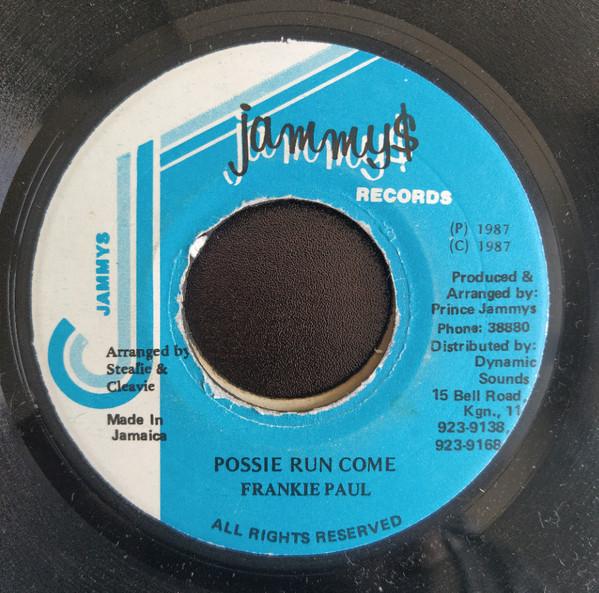 jammy$
RECORDS
(P) 1987
(C) 1987
Produced &
Arranged by:
Prince Jammys
Phone: 38880
Distributed by:
Dynamic
Sounds
15 Bell Road,
Kgn., 11
923-9138,
923-9168
JAMMYS
Arranged by
Stealie &
Cleavie
Made In
Jamaica
POSSIE RUN COME
FRANKIE PAUL
ALL RIGHTS RESERVED